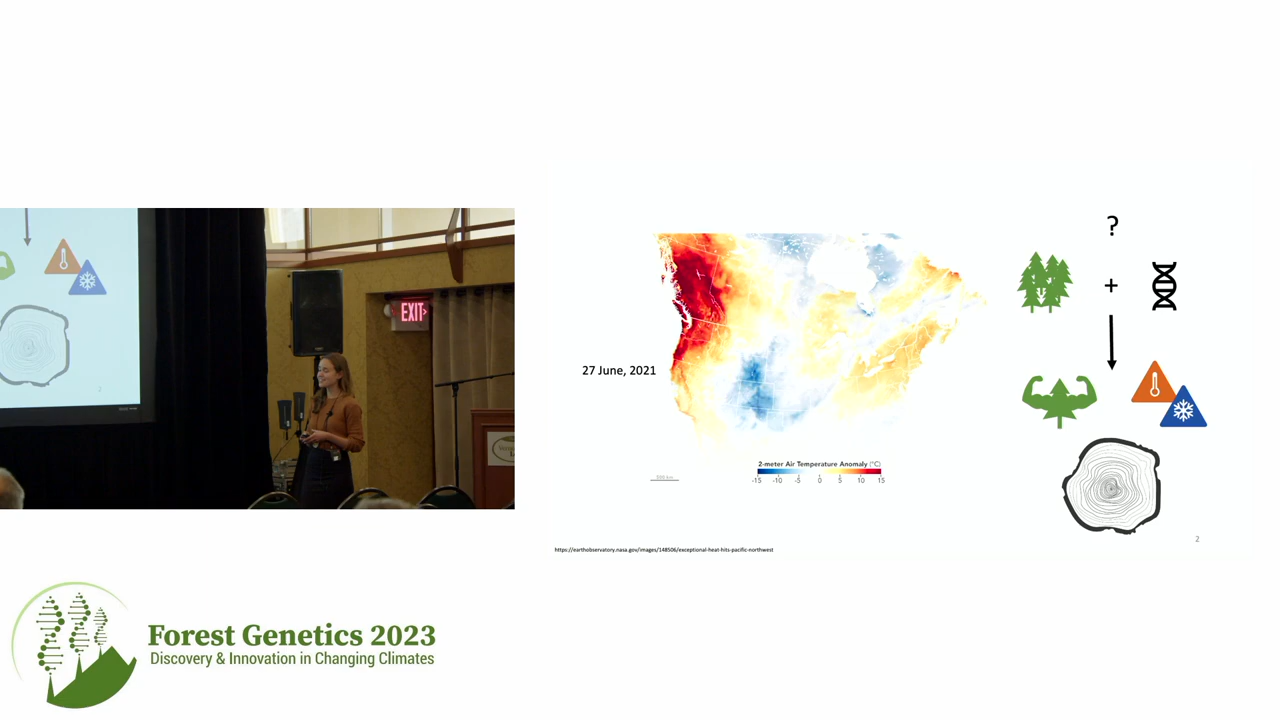 EXIT
?
+
27 June, 2021
2-meter Air Temperature Anomaly (°C)
-15 -10 -5 0 5 10 15
https://earthobservatory.nasa.gov/images/148506/exceptional-heat-hits-pacific-northwest
2
Forest Genetics 2023
Discovery & Innovation in Changing Climates